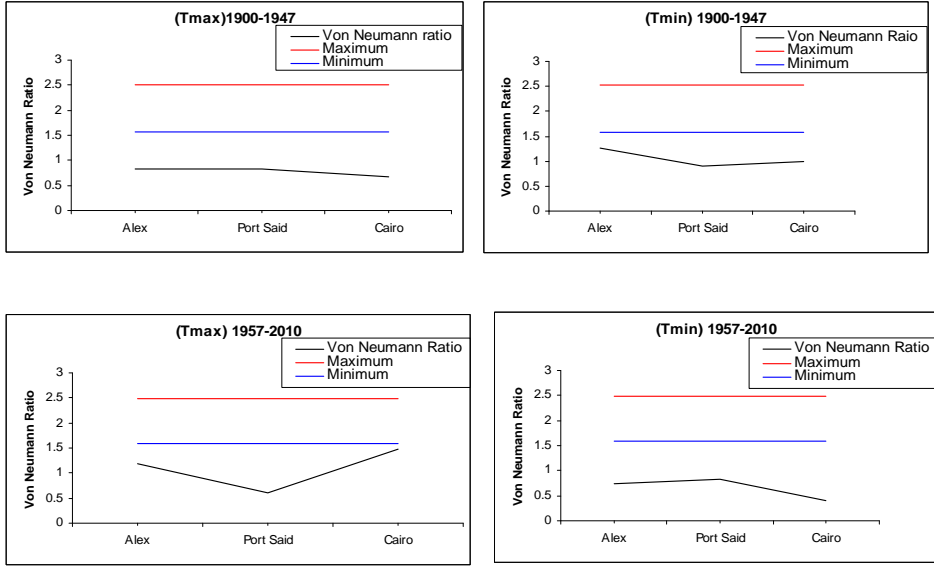 (Tmax)1900-1947
Von Neumann ratio
Maximum
Minimum
Von Neumann Ratio
3
2.5
2
1.5
1
0.5
0
Alex Port Said Cairo
(Tmin) 1900-1947
Von Neumann Raio
Maximum
Minimum
Von Neumann Ratio
3
2.5
2
1.5
1
0.5
0
Alex Port Said Cairo
(Tmax) 1957-2010
Von Neumann Ratio
Maximum
Minimum
Von Neumann Ratio
3
2.5
2
1.5
1
0.5
0
Alex Port Said Cairo
(Tmin) 1957-2010
Von Neumann Ratio
Maximum
Minimum
Von Neumann Ratio
3
2.5
2
1.5
1
0.5
0
Alex Port Said Cairo